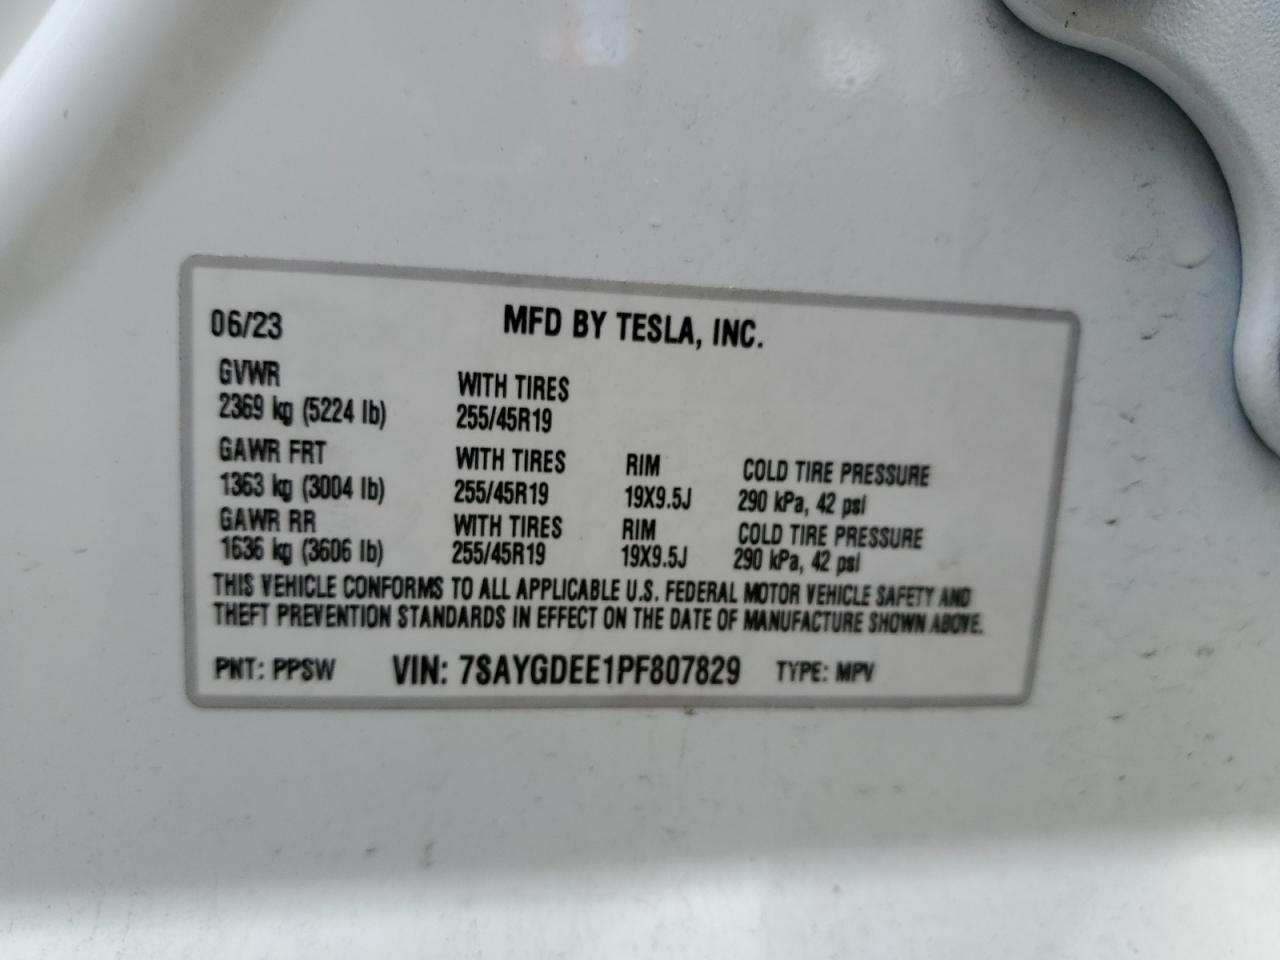 06/23 MFD BY TESLA, INC.
GVWR WITH TIRES
2369 kg (5224 lb) 255/45R19
GAWR FRT WITH TIRES RIM COLD TIRE PRESSURE
1363 kg (3004 lb) 255/45R19 19X9.5J 290 kPa, 42 psi
GAWR RR WITH TIRES RIM COLD TIRE PRESSURE
1636 kg (3606 lb) 255/45R19 19X9.5J 290 kPa, 42 psi
THIS VEHICLE CONFORMS TO ALL APPLICABLE U.S. FEDERAL MOTOR VEHICLE SAFETY AND
THEFT PREVENTION STANDARDS IN EFFECT ON THE DATE OF MANUFACTURE SHOWN ABOVE.
PNT: PPSW VIN: 7SAYGDEE1PF807829 TYPE: MPV